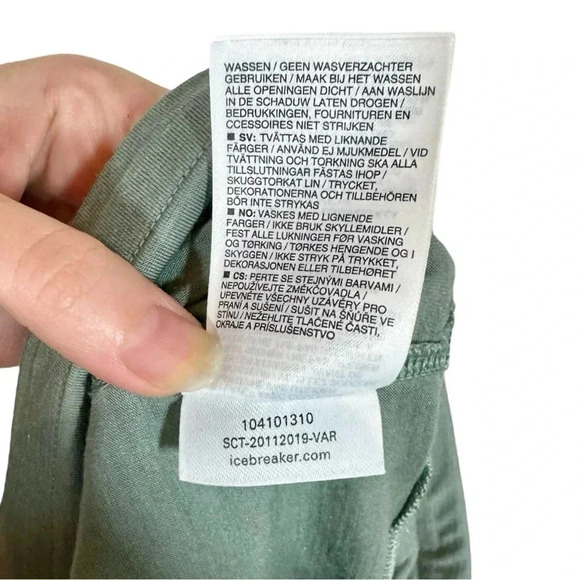 WASSEN / GEEN WASVERZACHTER
GEBRUIKEN / MAAK BIJ HET WASSEN
ALLE OPENINGEN DICHT / AAN WASLIJN
IN DE SCHADUW LATEN DROGEN /
BEDRUKKINGEN, FOURNITUREN EN
CCESSOIRES NIET STRIJKEN
■ SV: TVÄTTAS MED LIKNANDE
FÄRGER / ANVÄND EJ MJUKMEDEL / VID
TVÄTTNING OCH TORKNING SKA ALLA
TILLSLUTNINGAR FÄSTAS IHOP /
SKUGGTORKAT LIN / TRYCKET,
DEKORATIONERNA OCH TILLBEHÖREN
BÖR INTE STRYKAS
■ NO: VASKES MED LIGNENDE
FARGER / IKKE BRUK SKYLLEMIDLER /
FEST ALLE LUKNINGER FØR VASKING
OG TØRKING / TØRKES HENGENDE OG I
SKYGGEN / IKKE STRYK PÅ TRYKKET,
DEKORASJONEN ELLER TILBEHØRET
■ CS: PERTE SE STEJNÝMI BARVAMI /
NEPOUŽÍVEJTE ZMĚKČOVADLA /
UPEVNĚTE VŠECHNY UZÁVĚRY PRO
PRANÍ A SUŠENÍ / SUŠIT NA ŠŇŮŘE VE
STÍNU / NEŽEHLITE TLAČENÉ ČÁSTI,
OKRAJE A PŘÍSLUŠENSTVO
104101310
SCT-20112019-VAR
icebreaker.com